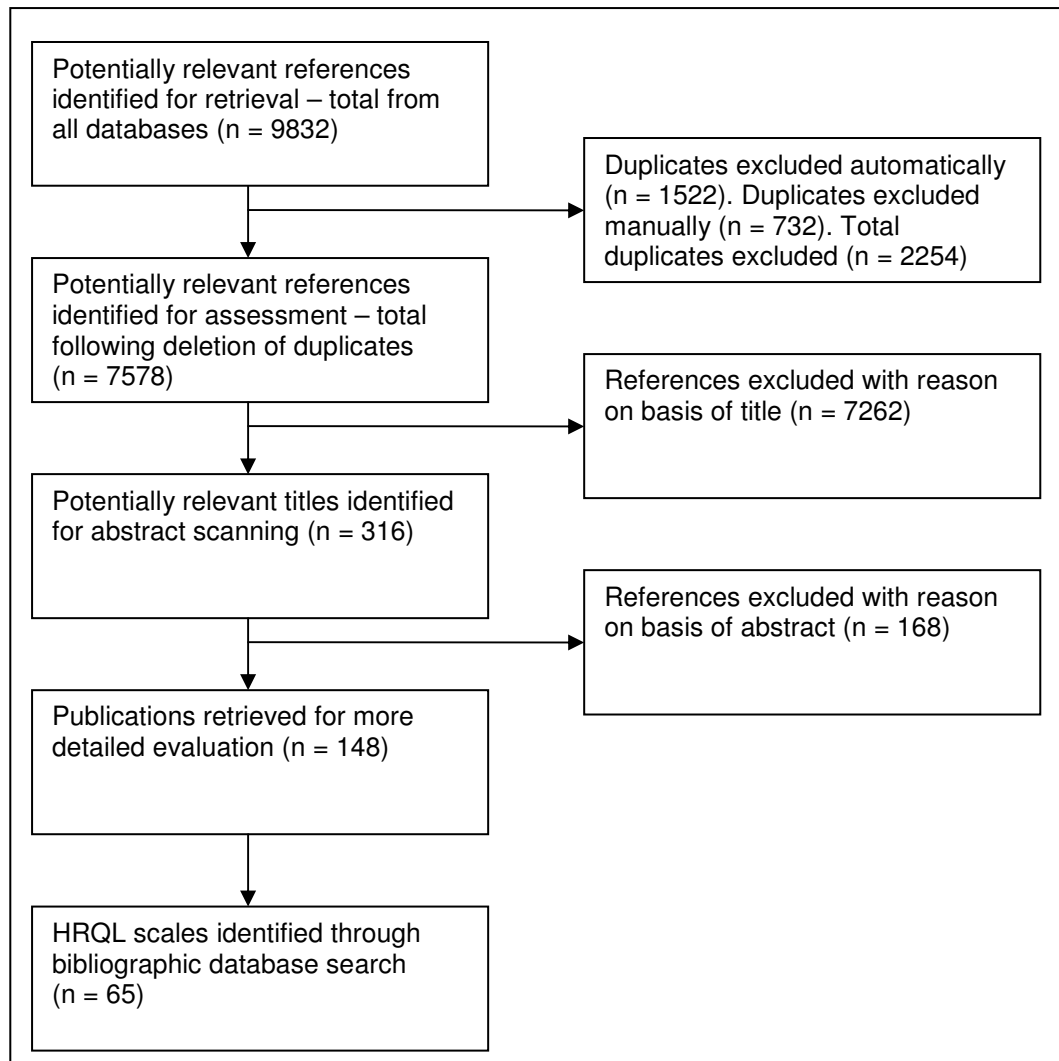 Potentially relevant references
identified for retrieval – total from
all databases (n = 9832)
Duplicates excluded automatically
(n = 1522). Duplicates excluded
manually (n = 732). Total
duplicates excluded (n = 2254)
Potentially relevant references
identified for assessment – total
following deletion of duplicates
(n = 7578)
References excluded with reason
on basis of title (n = 7262)
Potentially relevant titles identified
for abstract scanning (n = 316)
References excluded with reason
on basis of abstract (n = 168)
Publications retrieved for more
detailed evaluation (n = 148)
HRQL scales identified through
bibliographic database search
(n = 65)